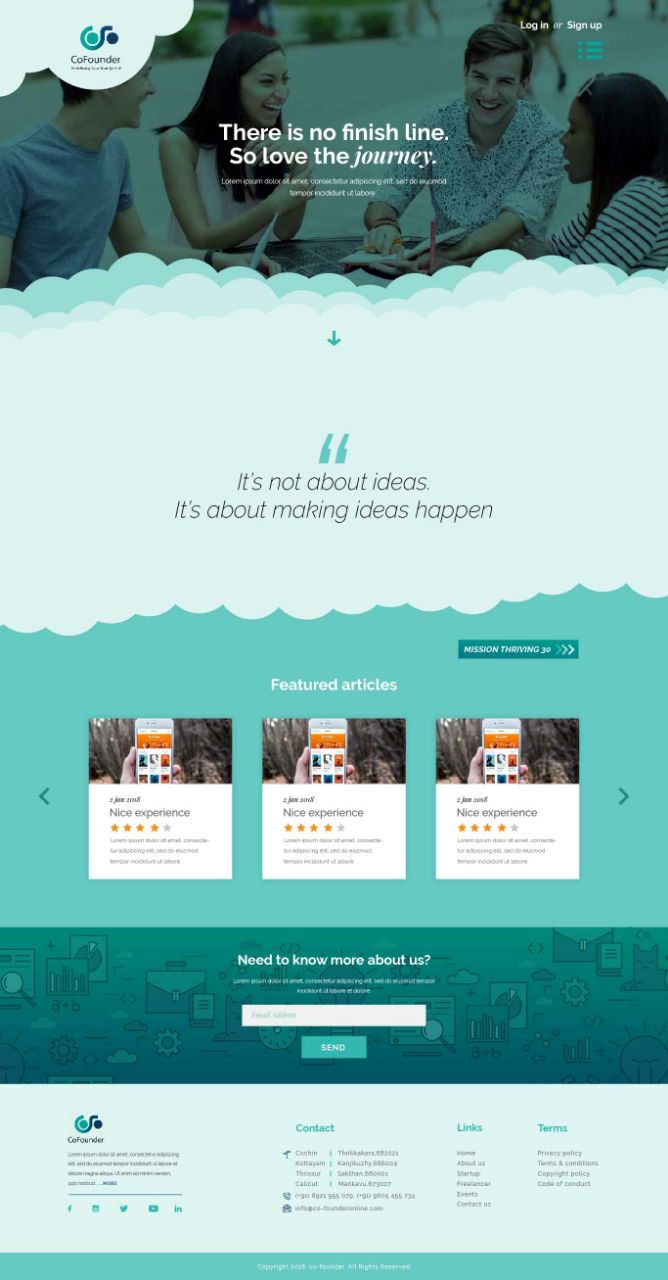 Log in or Sign up
CoFounder
There is no finish line.
So love the journey.
Lorem ipsum dolor sit amet, consectetur adipiscing elit, sed do eiusmod
tempor incididunt ut labore
“
It's not about ideas.
It's about making ideas happen
MISSION THRIVING 30
Featured articles
2 jan 2018
Nice experience
Lorem ipsum dolor sit amet, consecte-
tur adipiscing elit, sed do eiusmod
tempor incididunt ut labore
2 jan 2018
Nice experience
Lorem ipsum dolor sit amet, consecte-
tur adipiscing elit, sed do eiusmod
tempor incididunt ut labore
2 jan 2018
Nice experience
Lorem ipsum dolor sit amet, consecte-
tur adipiscing elit, sed do eiusmod
tempor incididunt ut labore
Need to know more about us?
Lorem ipsum dolor sit amet, consectetur adipiscing elit, sed do eiusmod tempor
incididunt ut labore et dolore
Email Address
SEND
a+b
a+b
a+b
CoFounder
Lorem ipsum dolor sit amet, consectetur adipiscing
elit, sed do eiusmod tempor incididunt ut labore et
dolore magna aliqua. Ut enim ad minim veniam,
quis nostrud ......MORE
Contact
Cochin | Thrikkakara,682021
Kottayam | Kanjikuzhy,686004
Thrissur | Sakthan,680001
Calicut | Mankavu,673007
(+91) 8921 955 079, (+91) 9605 455 734
info@co-founderonline.com
Links
Home
About us
Startup
Freelancer
Events
Contact us
Terms
Privacy policy
Terms & conditions
Copyright policy
Code of conduct
Copyright 2018. co-founder. All Rights Reserved